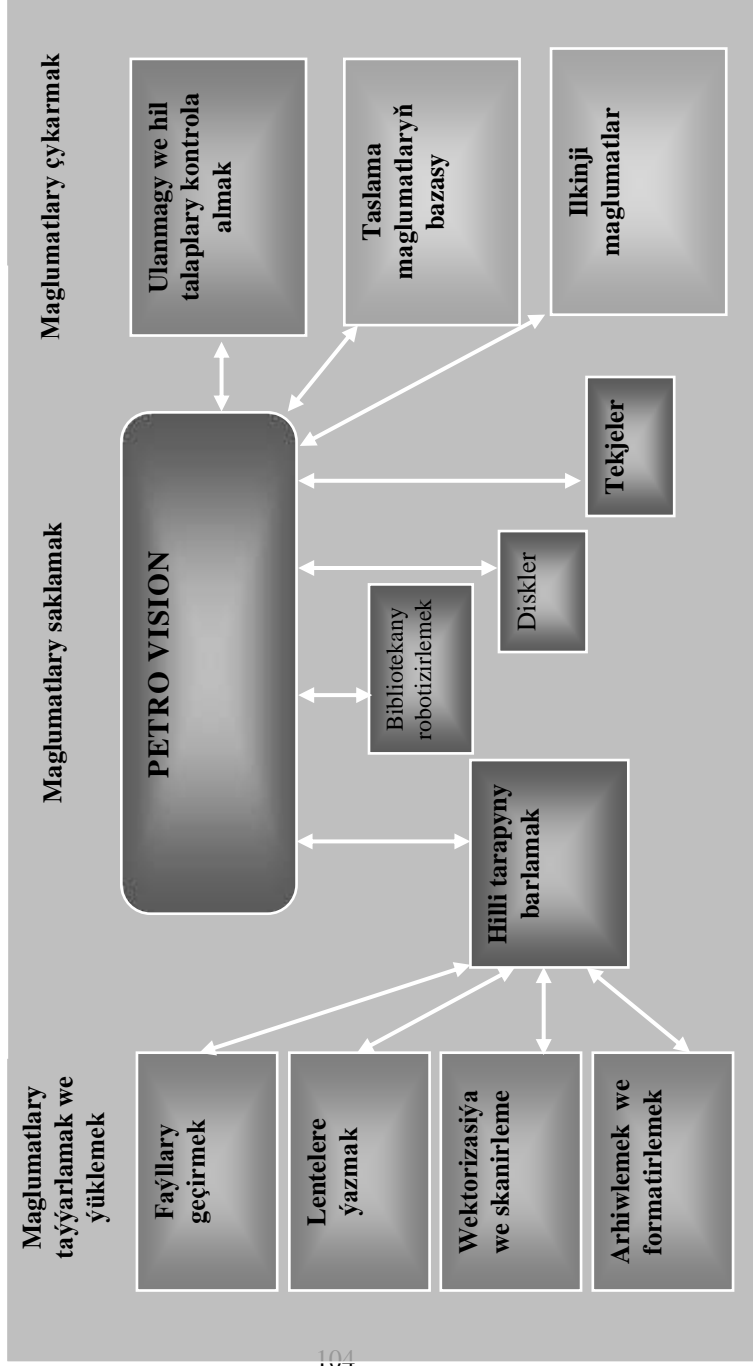 Maglumatlary
taýýarlamak we
ýüklemek
Maglumatlary saklamak
Maglumatlary çykarmak
Faýllary
geçirmek
Lentelere
ýazmak
Wektorizasiýa
we skanirleme
Arhiwlemek we
formatirlemek
Hilli tarapyny
barlamak
PETRO VISION
Bibliotekany
robotizirlemek
Diskler
Tekjeler
Ulanmagy we hil
talaplary kontrola
almak
Taslama
maglumatlaryň
bazasy
Ilkinji
maglumatlar
104